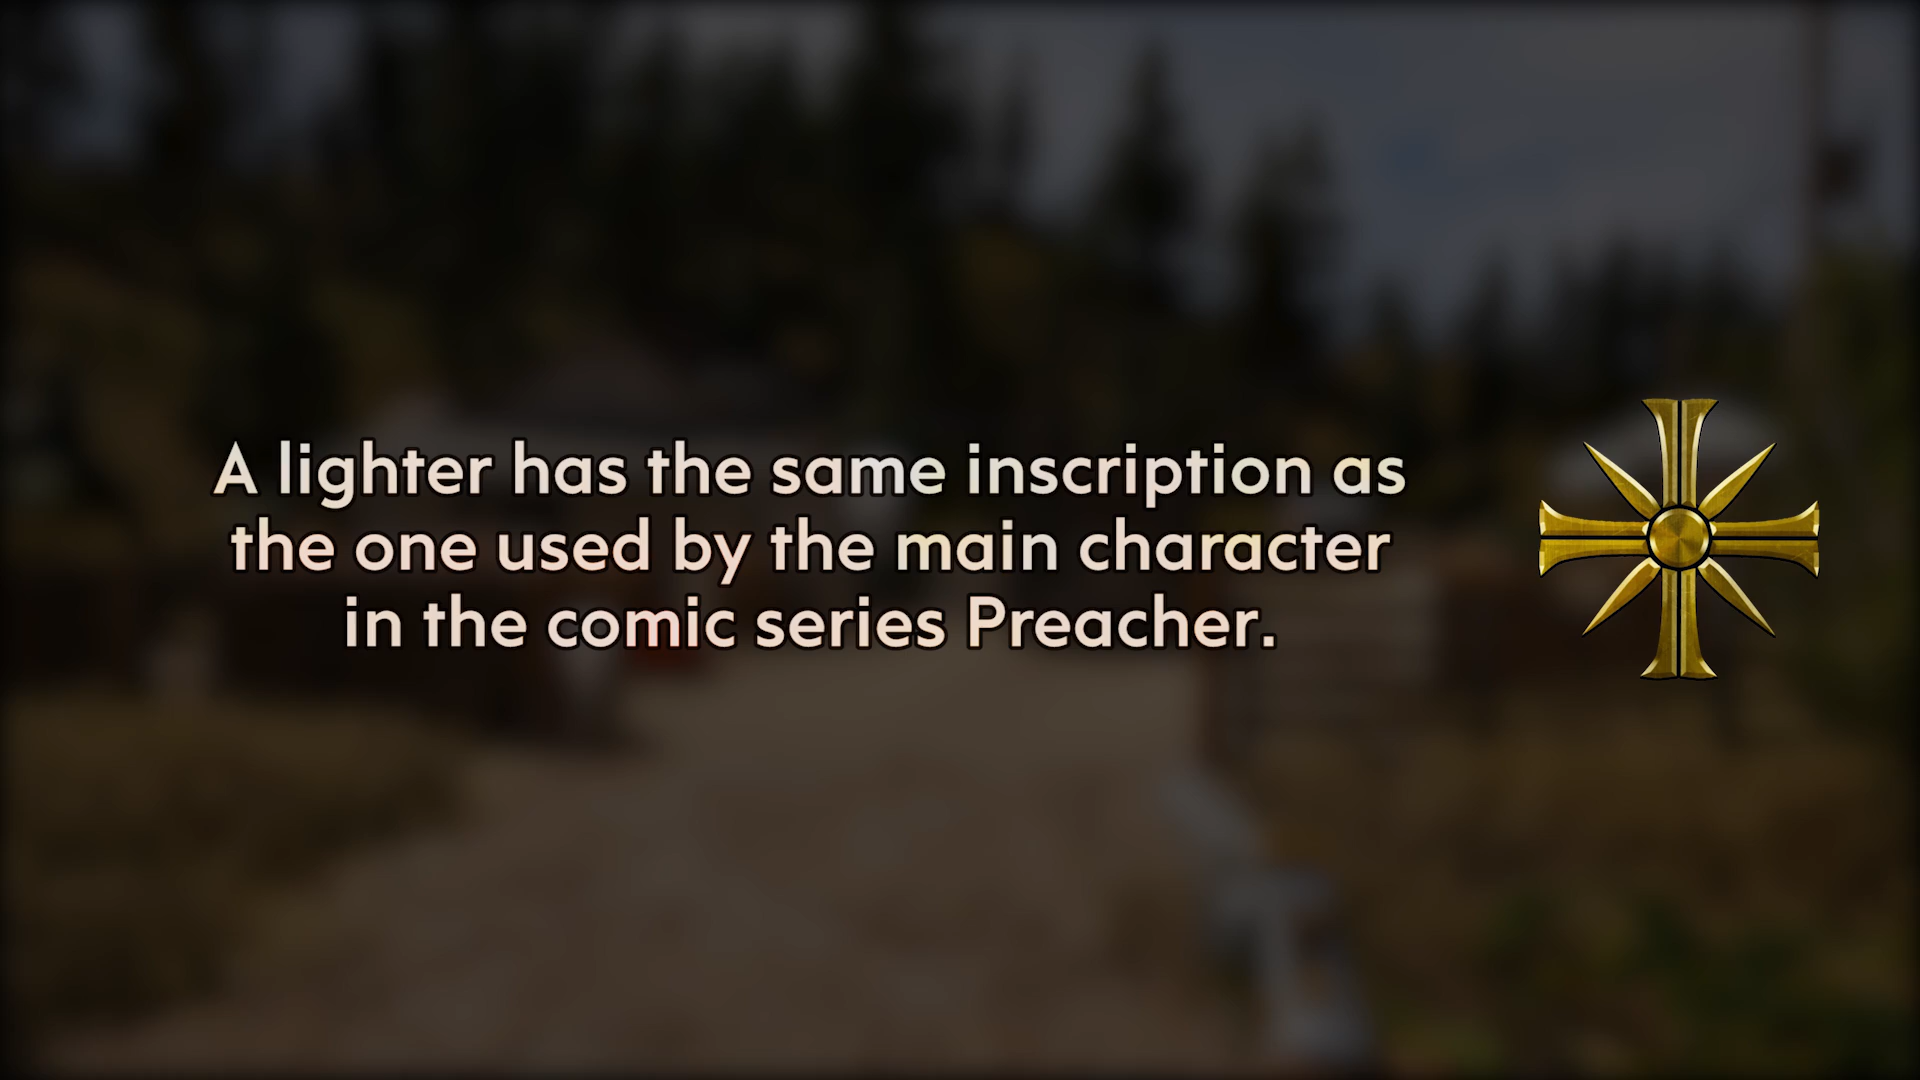 A lighter has the same inscription as
the one used by the main character
in the comic series Preacher.